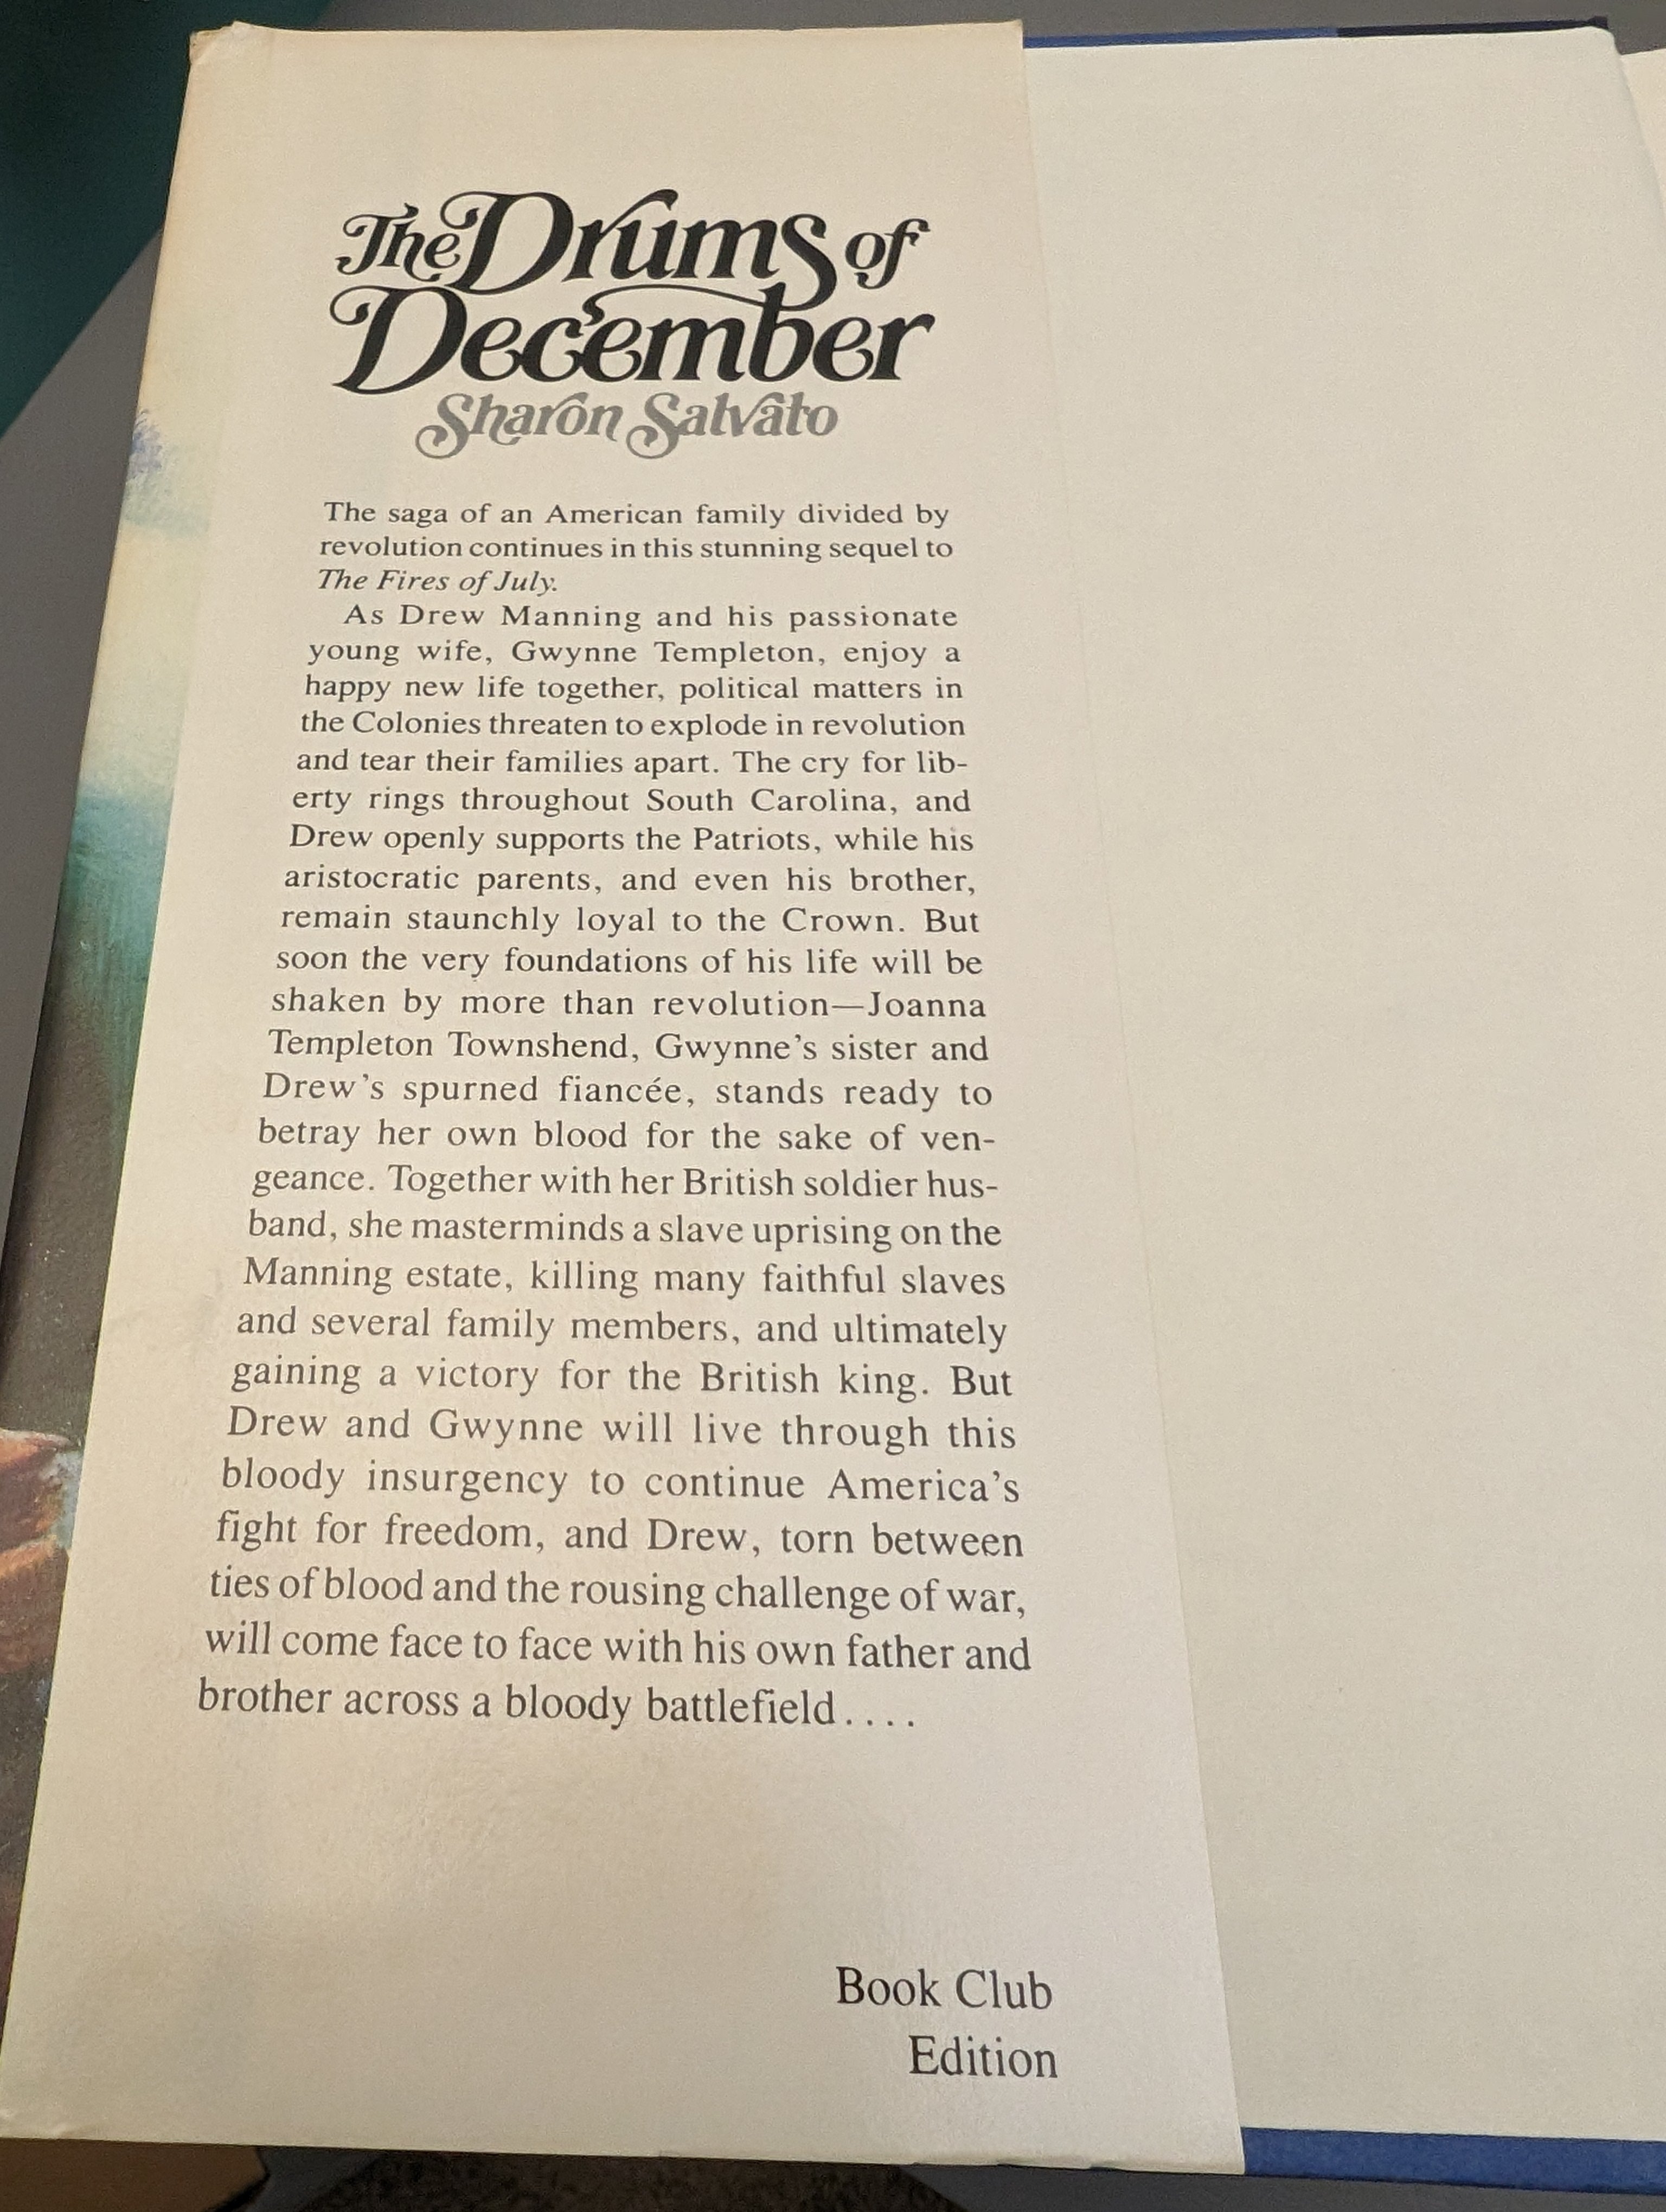 The Drums of
December
Sharon Salvato
The saga of an American family divided by
revolution continues in this stunning sequel to
The Fires of July.
As Drew Manning and his passionate
young wife, Gwynne Templeton, enjoy a
happy new life together, political matters in
the Colonies threaten to explode in revolution
and tear their families apart. The cry for lib-
erty rings throughout South Carolina, and
Drew openly supports the Patriots, while his
aristocratic parents, and even his brother,
remain staunchly loyal to the Crown. But
soon the very foundations of his life will be
shaken by more than revolution—Joanna
Templeton Townshend, Gwynne's sister and
Drew's spurned fiancée, stands ready to
betray her own blood for the sake of ven-
geance. Together with her British soldier hus-
band, she masterminds a slave uprising on the
Manning estate, killing many faithful slaves
and several family members, and ultimately
gaining a victory for the British king. But
Drew and Gwynne will live through this
bloody insurgency to continue America's
fight for freedom, and Drew, torn between
ties of blood and the rousing challenge of war,
will come face to face with his own father and
brother across a bloody battlefield....
Book Club
Edition